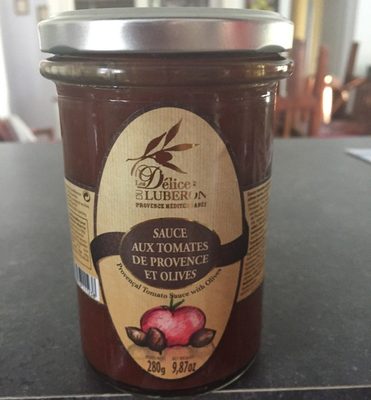 Délices
DU LUBERON
PROVENCE MÉDITERRANÉE
SAUCE
AUX TOMATES
DE PROVENCE
ET OLIVES
Provençal Tomato Sauce with Olives
280g 9,87oz